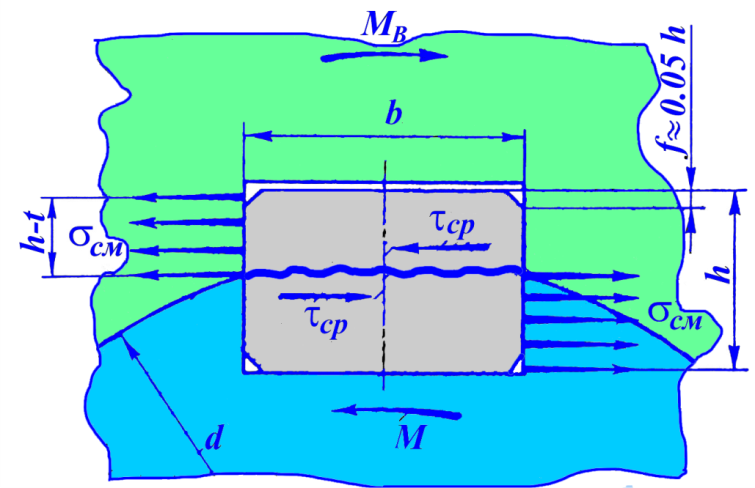 M_B
b
f≈0.05 h
h-t
σ_см
τ_ср
h
τ_ср
σ_см
d
M